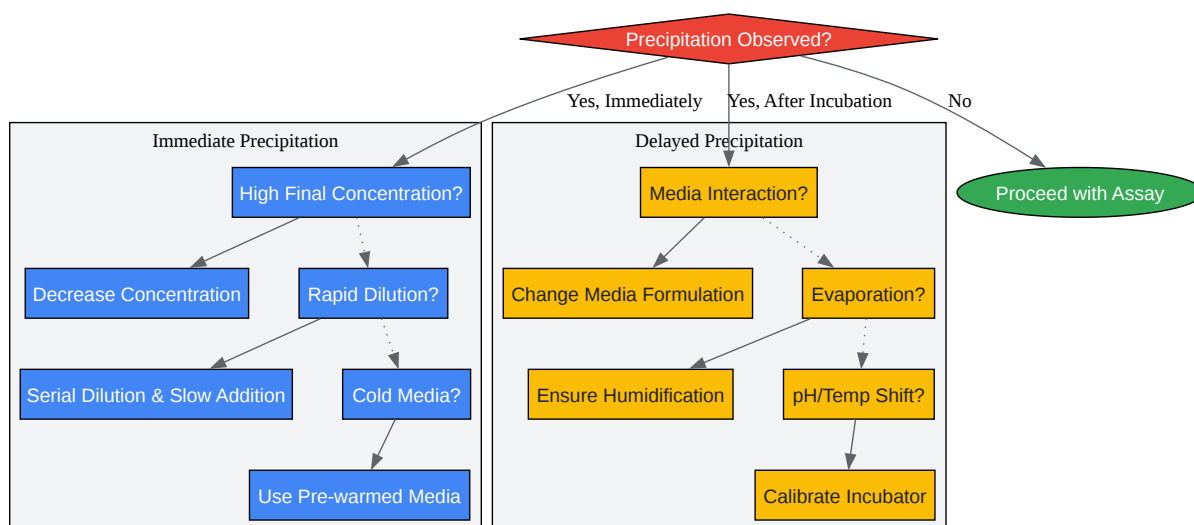 Precipitation Observed?
Yes, Immediately
Yes, After Incubation
No
Immediate Precipitation
Delayed Precipitation
High Final Concentration?
Media Interaction?
Proceed with Assay
Decrease Concentration
Rapid Dilution?
Change Media Formulation
Evaporation?
Serial Dilution & Slow Addition
Cold Media?
Ensure Humidification
pH/Temp Shift?
Use Pre-warmed Media
Calibrate Incubator